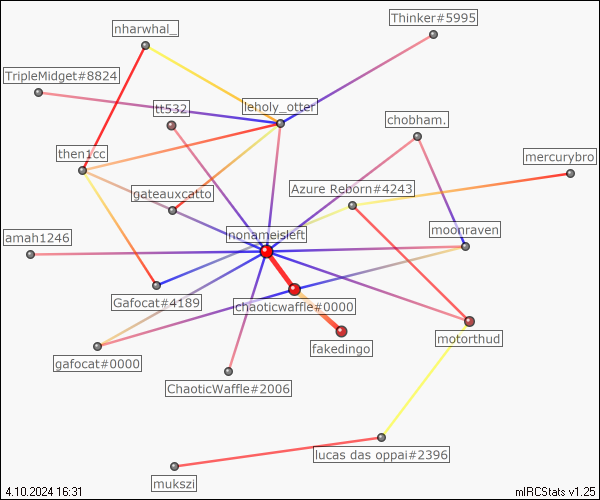 Thinker#5995
nharwhal_
TripleMidget#8824
leholy_otter
tt532
chobham.
then1cc
mercurybro
gateauxcatto
Azure Reborn#4243
nonameisleft
moonraven
amah1246
Gafocat#4189
chaoticwaffle#0000
motorthud
fakedingo
gafocat#0000
ChaoticWaffle#2006
lucas das oppai#2396
mukszi
4.10.2024 16:31
mIRCStats v1.25